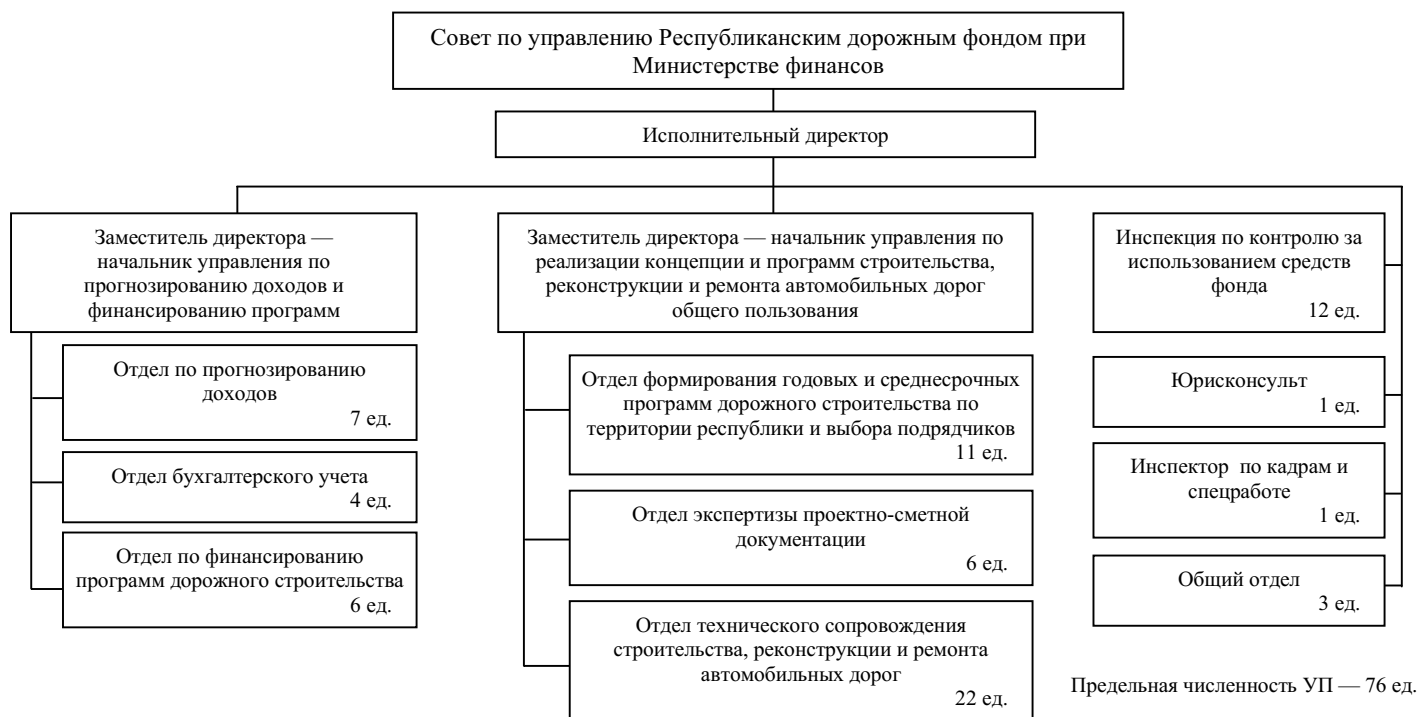 Совет по управлению Республиканским дорожным фондом при
Министерстве финансов
Исполнительный директор
Заместитель директора —
начальник управления по
прогнозированию доходов и
финансированию программ
Отдел по прогнозированию
доходов
7 ед.
Отдел бухгалтерского учета
4 ед.
Отдел по финансированию
программ дорожного строительства
6 ед.
Заместитель директора — начальник управления по
реализации концепции и программ строительства,
реконструкции и ремонта автомобильных дорог
общего пользования
Отдел формирования годовых и среднесрочных
программ дорожного строительства по
территории республики и выбора подрядчиков
11 ед.
Отдел экспертизы проектно-сметной
документации
6 ед.
Отдел технического сопровождения
строительства, реконструкции и ремонта
автомобильных дорог
22 ед.
Инспекция по контролю за
использованием средств
фонда
12 ед.
Юрисконсульт
1 ед.
Инспектор по кадрам и
спецработе
1 ед.
Общий отдел
3 ед.
Предельная численность УП — 76 ед.